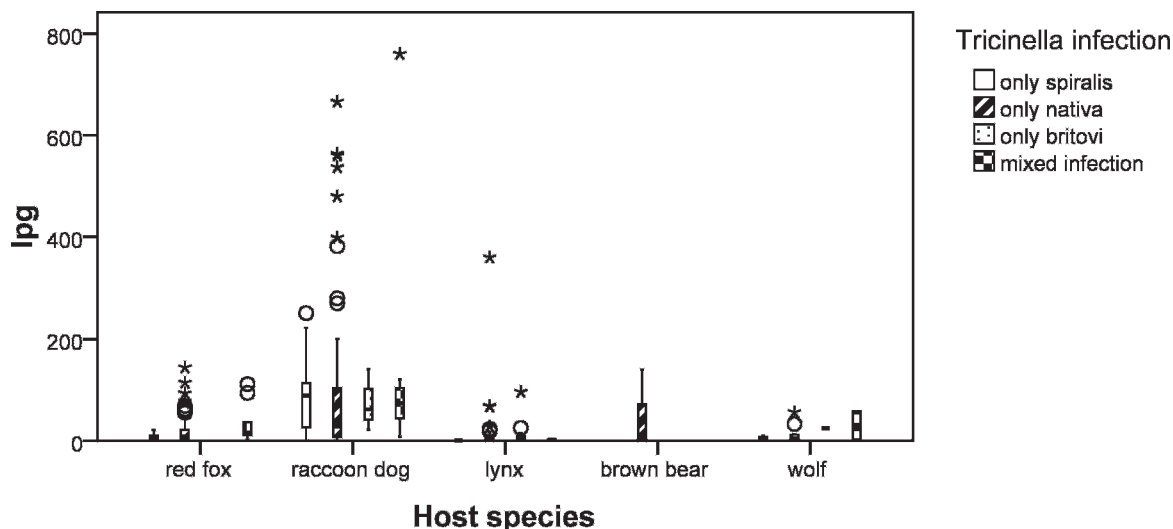 800
600
400
200
0
lpg
red fox
raccoon dog
lynx
brown bear
wolf
Host species
Tricinella infection
only spiralis
only nativa
only britovi
mixed infection